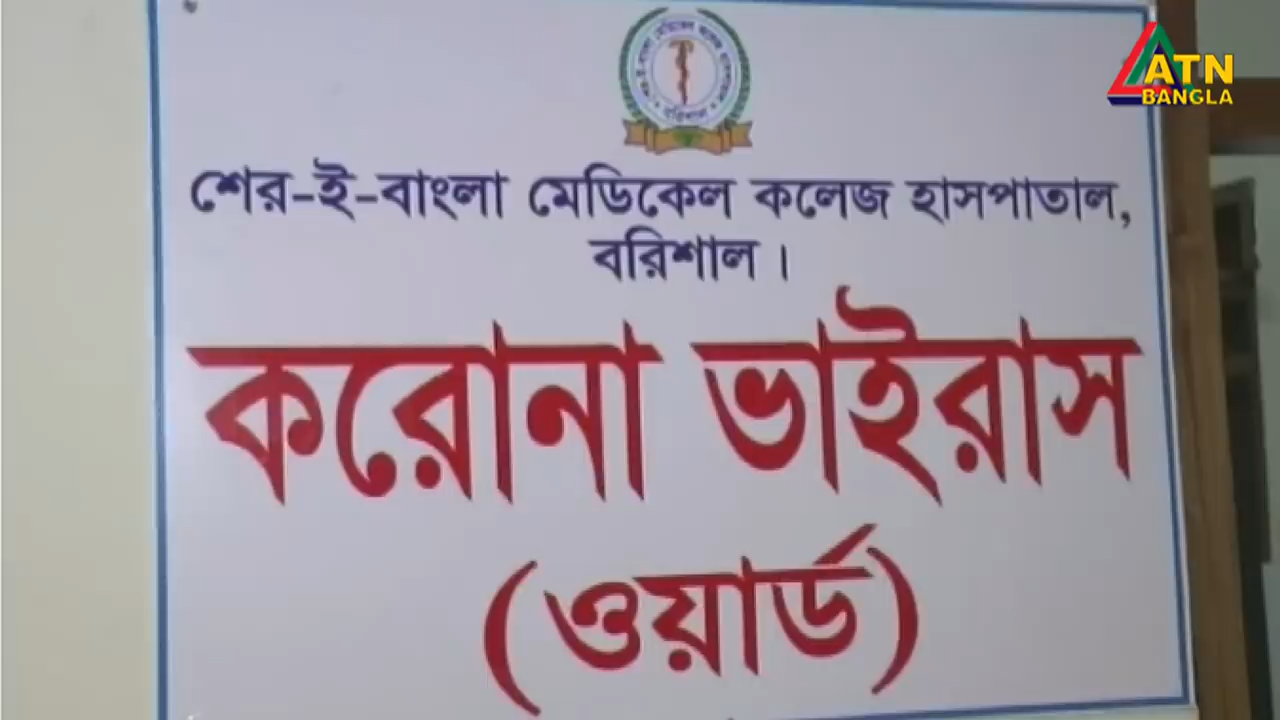 ATN
BANGLA
শের-ই-বাংলা মেডিকেল কলেজ হাসপাতাল,
বরিশাল।
করোনা ভাইরাস
(ওয়ার্ড)